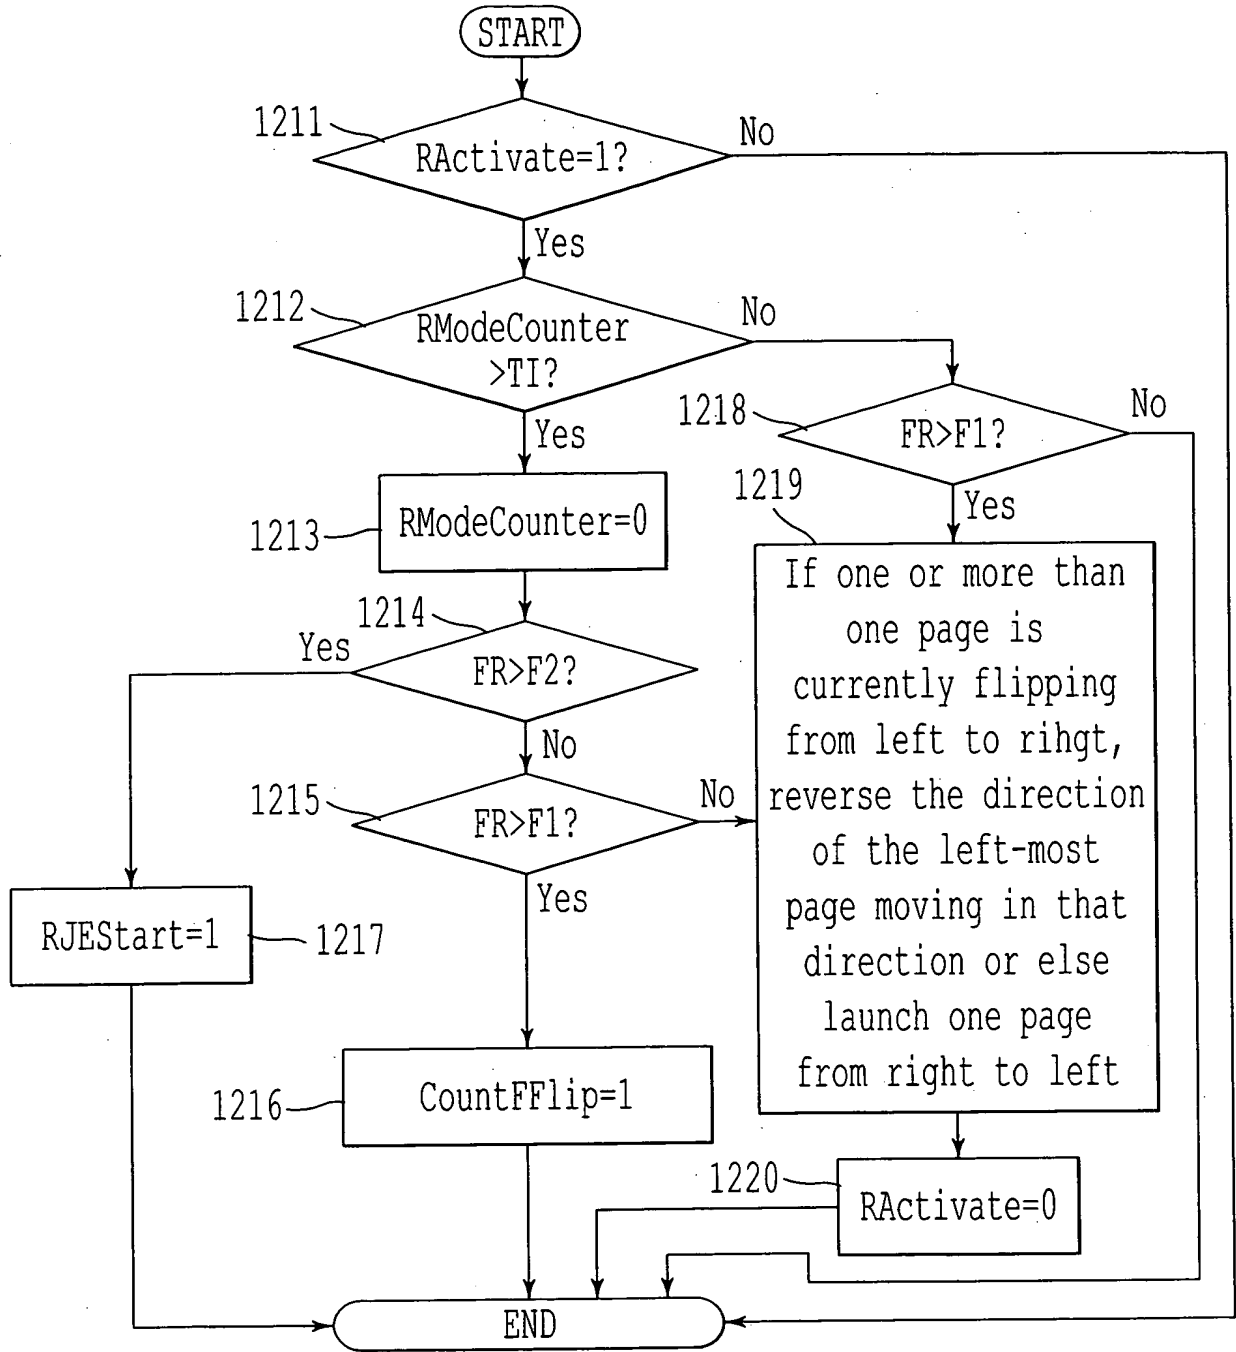 START
1211
RActivate=1?
No
Yes
1212
RModeCounter
>TI?
No
Yes
1218
FR>F1?
No
Yes
1213
RModeCounter=0
1219
If one or more than
one page is
currently flipping
from left to rihgt,
reverse the direction
of the left-most
page moving in that
direction or else
launch one page
from right to left
1214
FR>F2?
Yes
No
1215
FR>F1?
No
Yes
RJEStart=1
1217
1216
CountFFlip=1
1220
RActivate=0
END